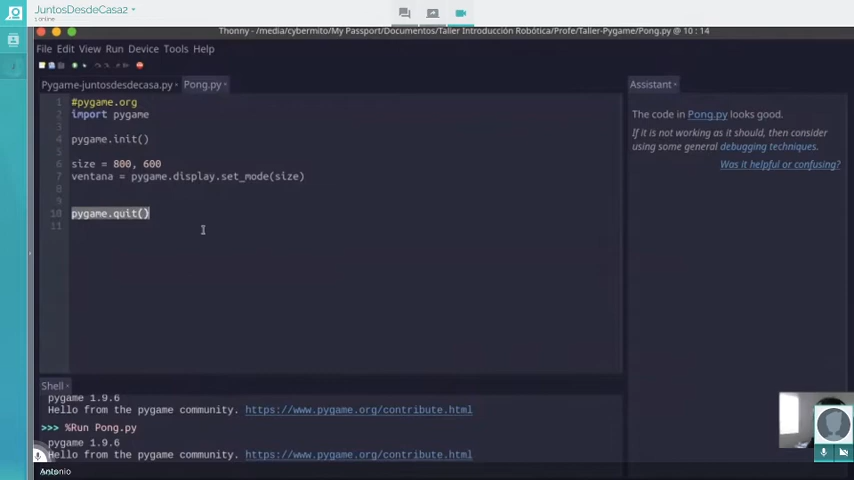 JuntosDesdeCasa2
1 online
Thonny - /media/cybermito/My Passport/Documentos/Taller Introducción Robótica/Profe/Taller-Pygame/Pong.py @ 10 : 14
File Edit View Run Device Tools Help
Pygame-juntosdesdecasa.py
Pong.py
Assistant
1 #pygame.org
2 import pygame
3
4 pygame.init()
5
6 size = 800, 600
7 ventana = pygame.display.set_mode(size)
8
9
10 pygame.quit()
11
The code in Pong.py looks good.
If it is not working as it should, then consider
using some general debugging techniques.
Was it helpful or confusing?
Shell
pygame 1.9.6
Hello from the pygame community. https://www.pygame.org/contribute.html
>>> %Run Pong.py
pygame 1.9.6
Hello from the pygame community. https://www.pygame.org/contribute.html
Antonio